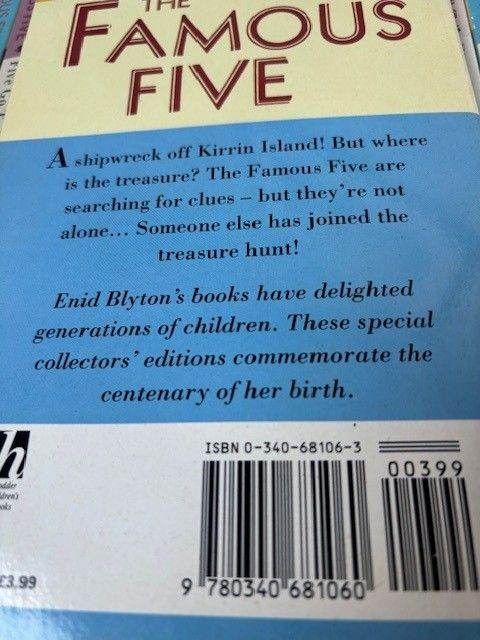 THE
FAMOUS
FIVE
A shipwreck off Kirrin Island! But where
is the treasure? The Famous Five are
searching for clues – but they're not
alone... Someone else has joined the
treasure hunt!
Enid Blyton's books have delighted
generations of children. These special
collectors' editions commemorate the
centenary of her birth.
h
ISBN 0-340-68106-3
00399
£3.99
9 780340 681060